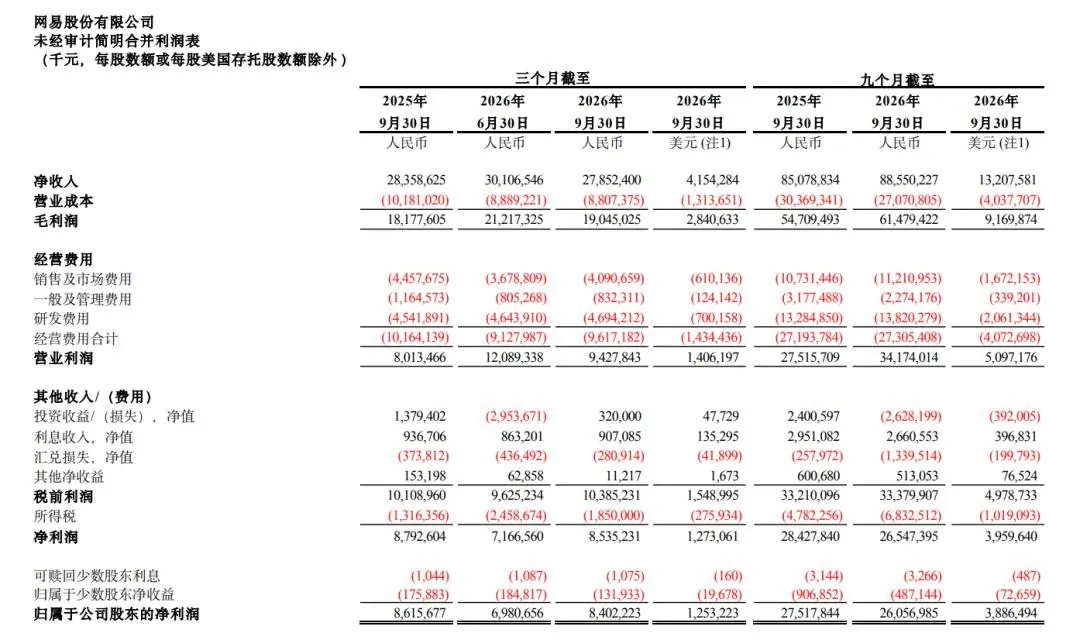 网易股份有限公司
未经审计简明合并利润表
（千元，每股数额或每股美国存托股数额除外）
三个月截至 九个月截至
2025年 2026年 2026年 2026年 2025年 2026年 2026年
9月30日 6月30日 9月30日 9月30日 9月30日 9月30日 9月30日
人民币 人民币 人民币 美元 (注1) 人民币 人民币 美元 (注1)
净收入 28,358,625 30,106,546 27,852,400 4,154,284 85,078,834 88,550,227 13,207,581
营业成本 (10,181,020) (8,889,221) (8,807,375) (1,313,651) (30,369,341) (27,070,805) (4,037,707)
毛利润 18,177,605 21,217,325 19,045,025 2,840,633 54,709,493 61,479,422 9,169,874
经营费用
销售及市场费用 (4,457,675) (3,678,809) (4,090,659) (610,136) (10,731,446) (11,210,953) (1,672,153)
一般及管理费用 (1,164,573) (805,268) (832,311) (124,142) (3,177,488) (2,274,176) (339,201)
研发费用 (4,541,891) (4,643,910) (4,694,212) (700,158) (13,284,850) (13,820,279) (2,061,344)
经营费用合计 (10,164,139) (9,127,987) (9,617,182) (1,434,436) (27,193,784) (27,305,408) (4,072,698)
营业利润 8,013,466 12,089,338 9,427,843 1,406,197 27,515,709 34,174,014 5,097,176
其他收入/（费用）
投资收益/（损失）, 净值 1,379,402 (2,953,671) 320,000 47,729 2,400,597 (2,628,199) (392,005)
利息收入, 净值 936,706 863,201 907,085 135,295 2,951,082 2,660,553 396,831
汇兑损失, 净值 (373,812) (436,492) (280,914) (41,899) (257,972) (1,339,514) (199,793)
其他净收益 153,198 62,858 11,217 1,673 600,680 513,053 76,524
税前利润 10,108,960 9,625,234 10,385,231 1,548,995 33,210,096 33,379,907 4,978,733
所得税 (1,316,356) (2,458,674) (1,850,000) (275,934) (4,782,256) (6,832,512) (1,019,093)
净利润 8,792,604 7,166,560 8,535,231 1,273,061 28,427,840 26,547,395 3,959,640
可赎回少数股东利息 (1,044) (1,087) (1,075) (160) (3,144) (3,266) (487)
归属于少数股东净收益 (175,883) (184,817) (131,933) (19,678) (906,852) (487,144) (72,659)
归属于公司股东的净利润 8,615,677 6,980,656 8,402,223 1,253,223 27,517,844 26,056,985 3,886,494